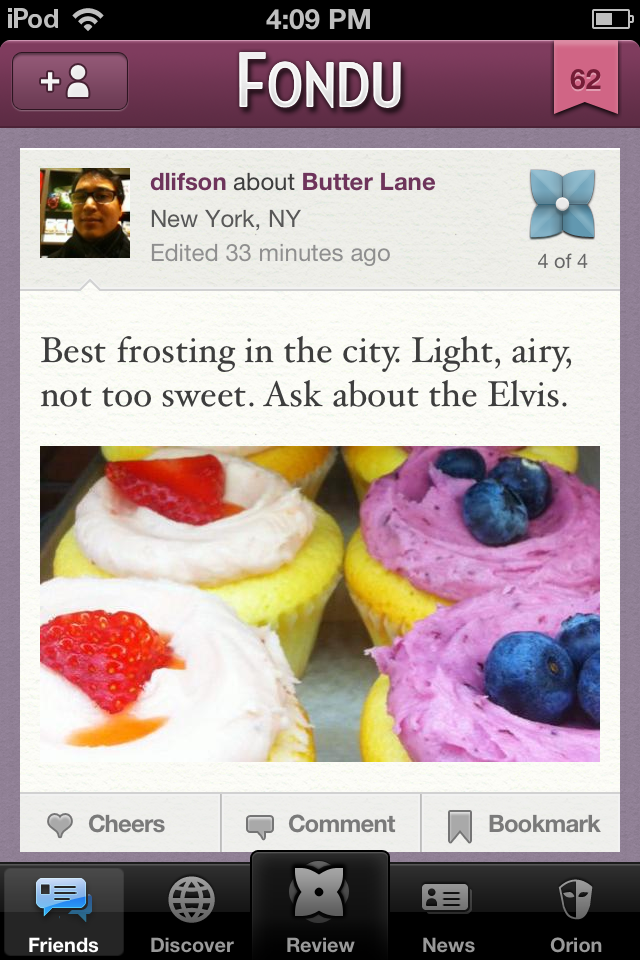 iPod 4:09 PM
FONDU
62
dlifson about Butter Lane
New York, NY
Edited 33 minutes ago
4 of 4
Best frosting in the city. Light, airy,
not too sweet. Ask about the Elvis.
Cheers Comment Bookmark
Friends Discover Review News Orion